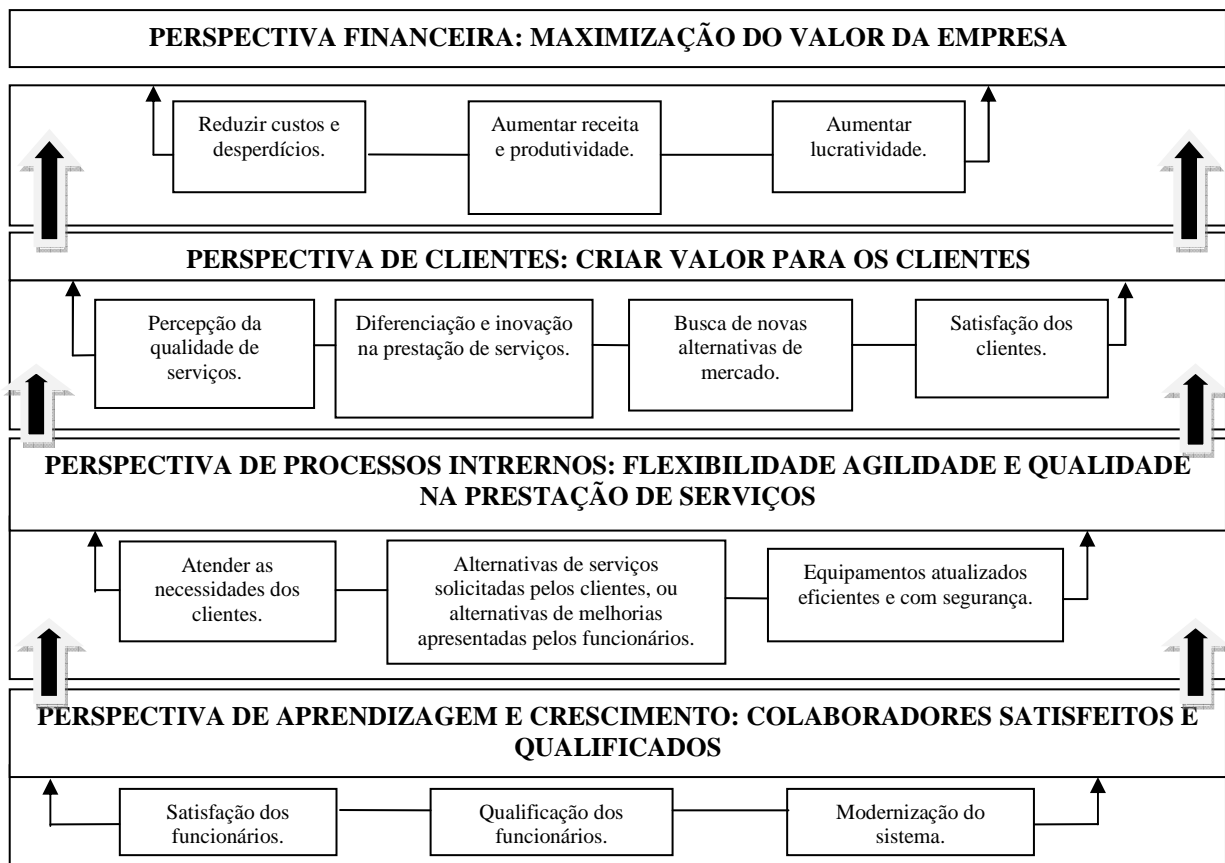 PERSPECTIVA FINANCEIRA: MAXIMIZAÇÃO DO VALOR DA EMPRESA
Reduzir custos e
desperdícios.
Aumentar receita
e produtividade.
Aumentar
lucratividade.
PERSPECTIVA DE CLIENTES: CRIAR VALOR PARA OS CLIENTES
Percepção da
qualidade de
serviços.
Diferenciação e inovação
na prestação de serviços.
Busca de novas
alternativas de
mercado.
Satisfação dos
clientes.
PERSPECTIVA DE PROCESSOS INTRERNOS: FLEXIBILIDADE AGILIDADE E QUALIDADE
NA PRESTAÇÃO DE SERVIÇOS
Atender as
necessidades dos
clientes.
Alternativas de serviços
solicitadas pelos clientes, ou
alternativas de melhorias
apresentadas pelos funcionários.
Equipamentos atualizados
eficientes e com segurança.
PERSPECTIVA DE APRENDIZAGEM E CRESCIMENTO: COLABORADORES SATISFEITOS E
QUALIFICADOS
Satisfação dos
funcionários.
Qualificação dos
funcionários.
Modernização do
sistema.